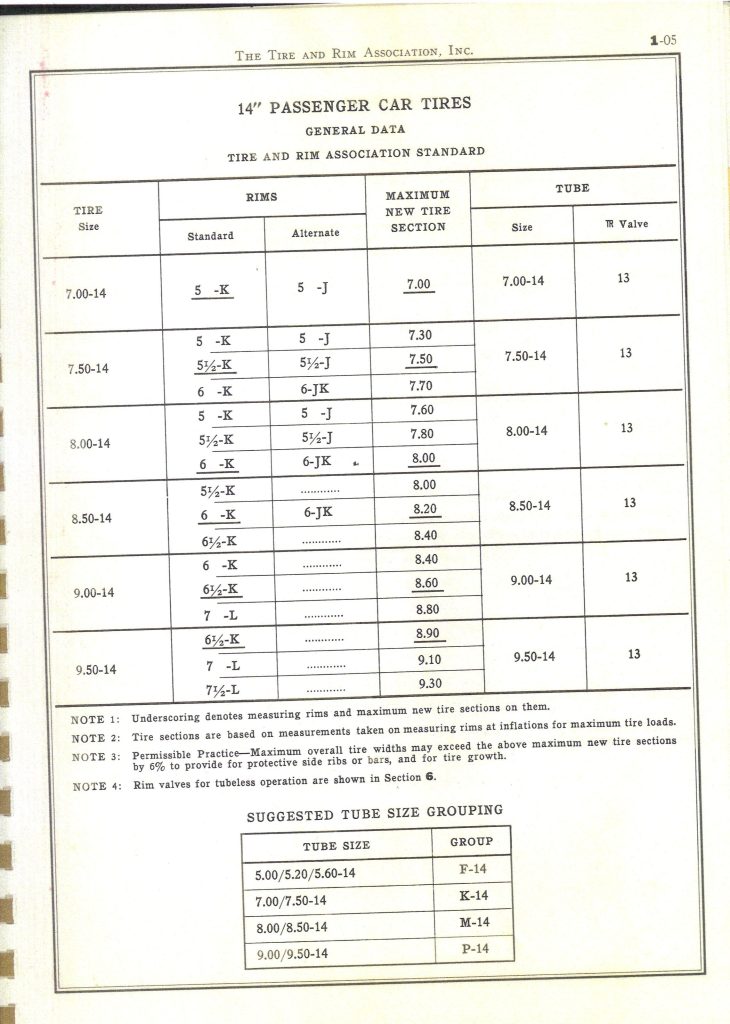 THE TIRE AND RIM ASSOCIATION, INC.
1-05
14" PASSENGER CAR TIRES
GENERAL DATA
TIRE AND RIM ASSOCIATION STANDARD
TIRE Size | RIMS | MAXIMUM NEW TIRE SECTION | TUBE
Standard | Alternate | Size | TR Valve
7.00-14 | 5 -K | 5 -J | 7.00 | 7.00-14 | 13
5 -K | 5 -J | 7.30
7.50-14 | 5½-K | 5½-J | 7.50 | 7.50-14 | 13
6 -K | 6-JK | 7.70
5 -K | 5 -J | 7.60
8.00-14 | 5½-K | 5½-J | 7.80 | 8.00-14 | 13
6 -K | 6-JK | 8.00
5½-K | ............ | 8.00
8.50-14 | 6 -K | 6-JK | 8.20 | 8.50-14 | 13
6½-K | ............ | 8.40
6 -K | ............ | 8.40
9.00-14 | 6½-K | ............ | 8.60 | 9.00-14 | 13
7 -L | ............ | 8.80
6½-K | ............ | 8.90
9.50-14 | 7 -L | ............ | 9.10 | 9.50-14 | 13
7½-L | ............ | 9.30
NOTE 1: Underscoring denotes measuring rims and maximum new tire sections on them.
NOTE 2: Tire sections are based on measurements taken on measuring rims at inflations for maximum tire loads.
NOTE 3: Permissible Practice—Maximum overall tire widths may exceed the above maximum new tire sections
by 6% to provide for protective side ribs or bars, and for tire growth.
NOTE 4: Rim valves for tubeless operation are shown in Section 6.
SUGGESTED TUBE SIZE GROUPING
TUBE SIZE | GROUP
5.00/5.20/5.60-14 | F-14
7.00/7.50-14 | K-14
8.00/8.50-14 | M-14
9.00/9.50-14 | P-14